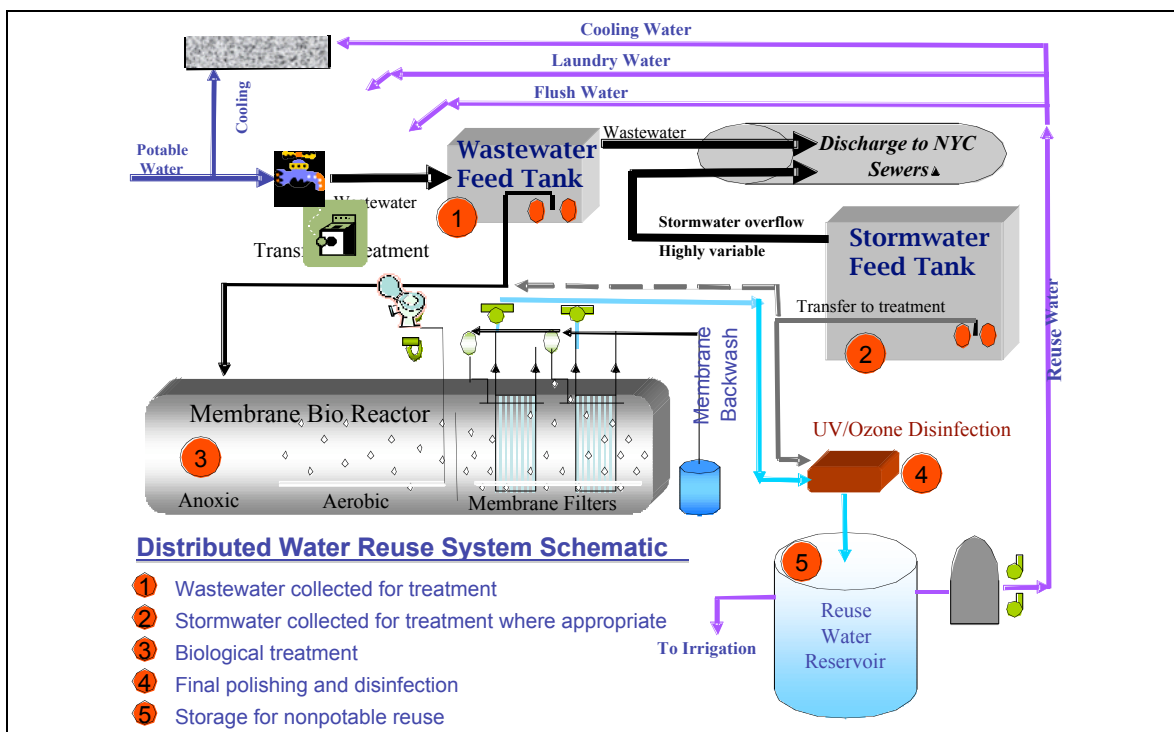 Cooling Water
Laundry Water
Flush Water
Cooling
Potable
Water
Wastewater
Wastewater
Feed Tank
1
Wastewater
Discharge to NYC
Sewers
Stormwater overflow
Highly variable
Stormwater
Feed Tank
Transfer to treatment
2
Reuse Water
Membrane
Backwash
Membrane Bio Reactor
3
Anoxic
Aerobic
Membrane Filters
UV/Ozone Disinfection
4
5
Reuse
Water
Reservoir
To Irrigation
Distributed Water Reuse System Schematic
1 Wastewater collected for treatment
2 Stormwater collected for treatment where appropriate
3 Biological treatment
4 Final polishing and disinfection
5 Storage for nonpotable reuse